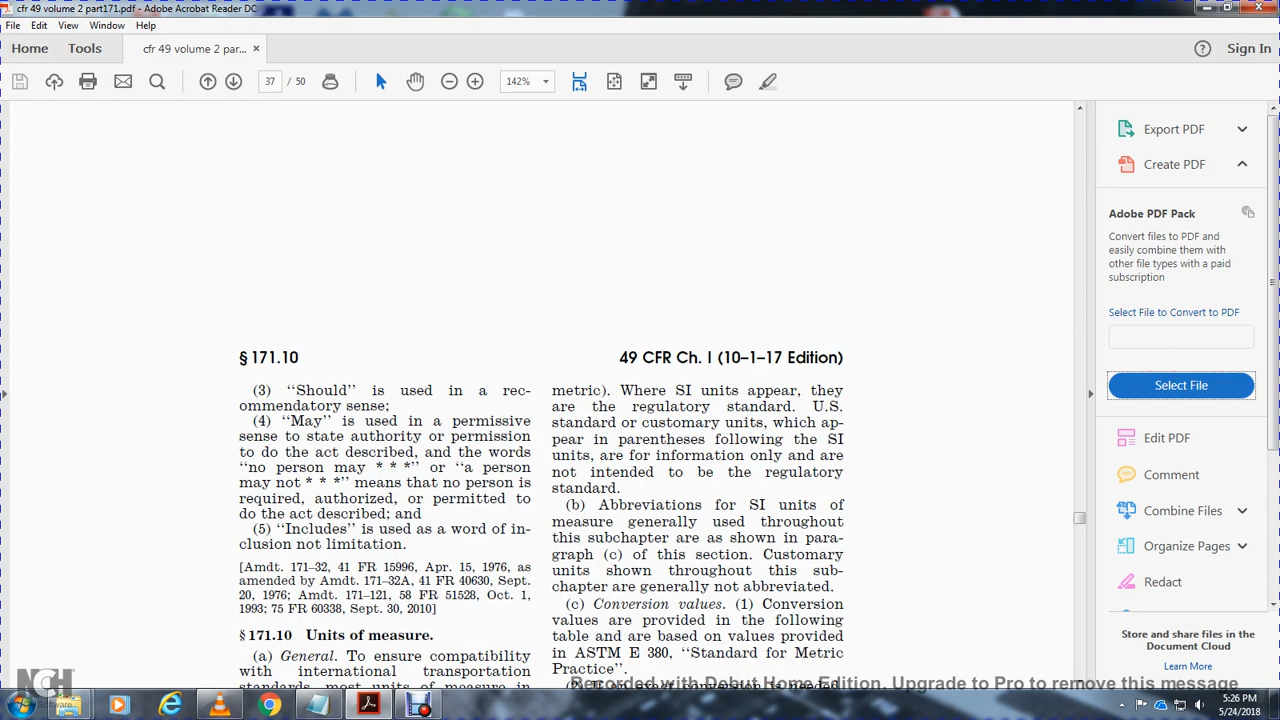 cfr 49 volume 2 part171.pdf - Adobe Acrobat Reader DC
File Edit View Window Help
Home Tools cfr 49 volume 2 par... × Sign In
37 / 50 142%
Export PDF
Create PDF
Adobe PDF Pack
Convert files to PDF and
easily combine them with
other file types with a paid
subscription
Select File to Convert to PDF
Select File
Edit PDF
Comment
Combine Files
Organize Pages
Redact
Store and share files in the
Document Cloud
Learn More
§ 171.10
49 CFR Ch. I (10–1–17 Edition)
(3) ‘‘Should’’ is used in a rec-
ommendatory sense;
(4) ‘‘May’’ is used in a permissive
sense to state authority or permission
to do the act described, and the words
‘‘no person may * * *’’ or ‘‘a person
may not * * *’’ means that no person is
required, authorized, or permitted to
do the act described; and
(5) ‘‘Includes’’ is used as a word of in-
clusion not limitation.
[Amdt. 171–32, 41 FR 15996, Apr. 15, 1976, as
amended by Amdt. 171–32A, 41 FR 40630, Sept.
20, 1976; Amdt. 171–121, 58 FR 51528, Oct. 1,
1993; 75 FR 60338, Sept. 30, 2010]
§ 171.10 Units of measure.
(a) General. To ensure compatibility
with international transportation
standards, most units of measure in
metric). Where SI units appear, they
are the regulatory standard. U.S.
standard or customary units, which ap-
pear in parentheses following the SI
units, are for information only and are
not intended to be the regulatory
standard.
(b) Abbreviations for SI units of
measure generally used throughout
this subchapter are as shown in para-
graph (c) of this section. Customary
units shown throughout this sub-
chapter are generally not abbreviated.
(c) Conversion values. (1) Conversion
values are provided in the following
table and are based on values provided
in ASTM E 380, ‘‘Standard for Metric
Practice’’.
NCH Software
Recorded with Debut Home Edition. Upgrade to Pro to remove this message
5:26 PM
5/24/2018